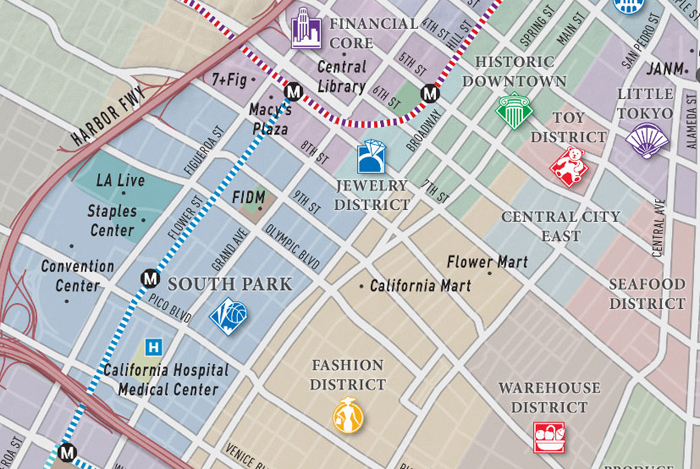 FINANCIAL
CORE
4TH ST
HILL ST
SPRING ST
MAIN ST
SAN PEDRO ST
7+Fig
Central
Library
5TH ST
6TH ST
HISTORIC
DOWNTOWN
JANM
LITTLE
TOKYO
HARBOR FWY
M
M
Macy's
Plaza
BROADWAY
TOY
DISTRICT
ALAMEDA ST
FIGUEROA ST
8TH ST
LA Live
JEWELRY
DISTRICT
7TH ST
Staples
Center
FLOWER ST
FIDM
9TH ST
CENTRAL CITY
EAST
CENTRAL AVE
GRAND AVE
OLYMPIC BLVD
Convention
Center
M
SOUTH PARK
Flower Mart
California Mart
SEAFOOD
DISTRICT
PICO BLVD
H
California Hospital
Medical Center
FASHION
DISTRICT
WAREHOUSE
DISTRICT
M
VENICE
PRODUCE